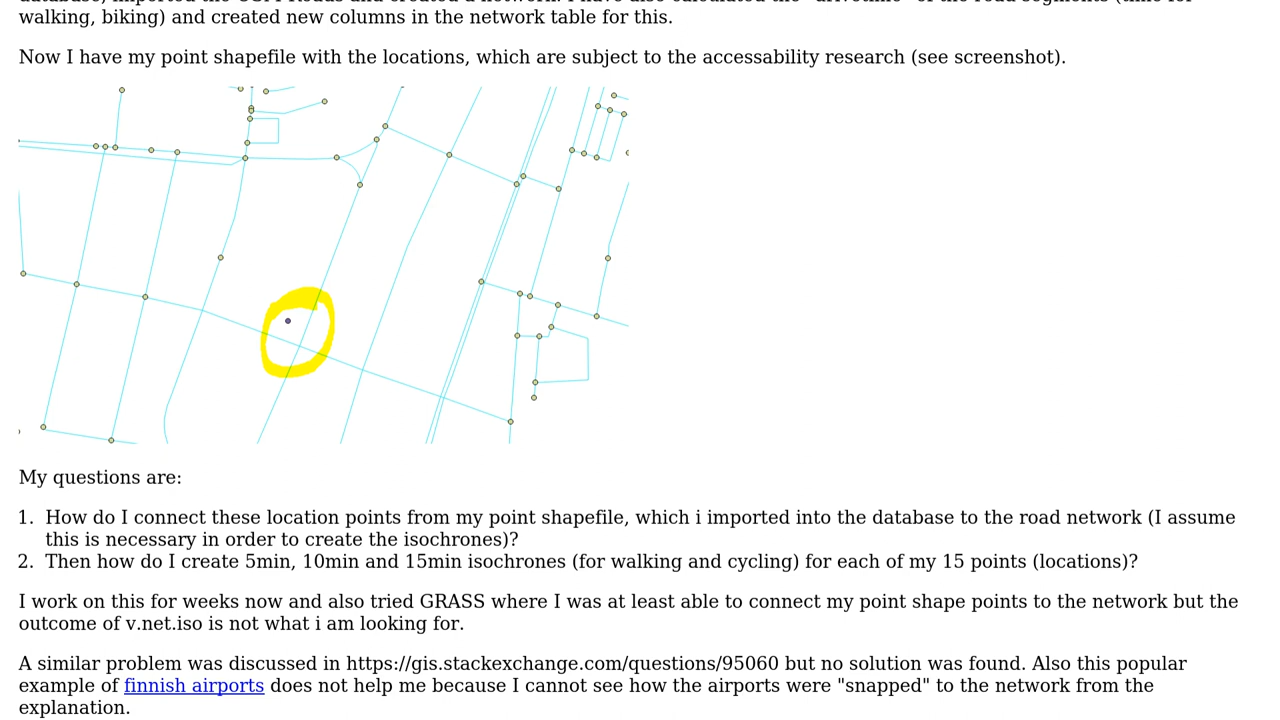 walking, biking) and created new columns in the network table for this.
Now I have my point shapefile with the locations, which are subject to the accessability research (see screenshot).
My questions are:
1. How do I connect these location points from my point shapefile, which i imported into the database to the road network (I assume
this is necessary in order to create the isochrones)?
2. Then how do I create 5min, 10min and 15min isochrones (for walking and cycling) for each of my 15 points (locations)?
I work on this for weeks now and also tried GRASS where I was at least able to connect my point shape points to the network but the
outcome of v.net.iso is not what i am looking for.
A similar problem was discussed in https://gis.stackexchange.com/questions/95060 but no solution was found. Also this popular
example of finnish airports does not help me because I cannot see how the airports were "snapped" to the network from the
explanation.